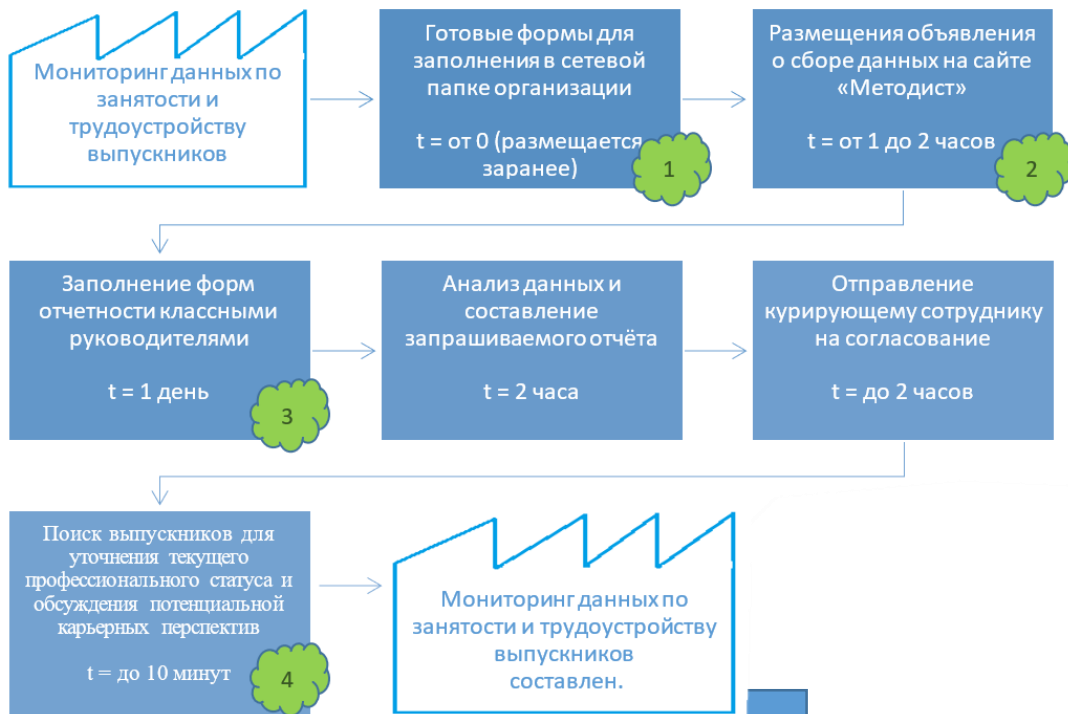 Мониторинг данных по
занятости и
трудоустройству
выпускников
Готовые формы для
заполнения в сетевой
папке организации
t = от 0 (размещается
заранее)
1
Размещения объявления
о сборе данных на сайте
«Методист»
t = от 1 до 2 часов
2
Заполнение форм
отчетности классными
руководителями
t = 1 день
3
Анализ данных и
составление
запрашиваемого отчёта
t = 2 часа
Отправление
курирующему сотруднику
на согласование
t = до 2 часов
Поиск выпускников для
уточнения текущего
профессионального статуса и
обсуждения потенциальной
карьерных перспектив
t = до 10 минут
4
Мониторинг данных по
занятости и трудоустройству
выпускников
составлен.